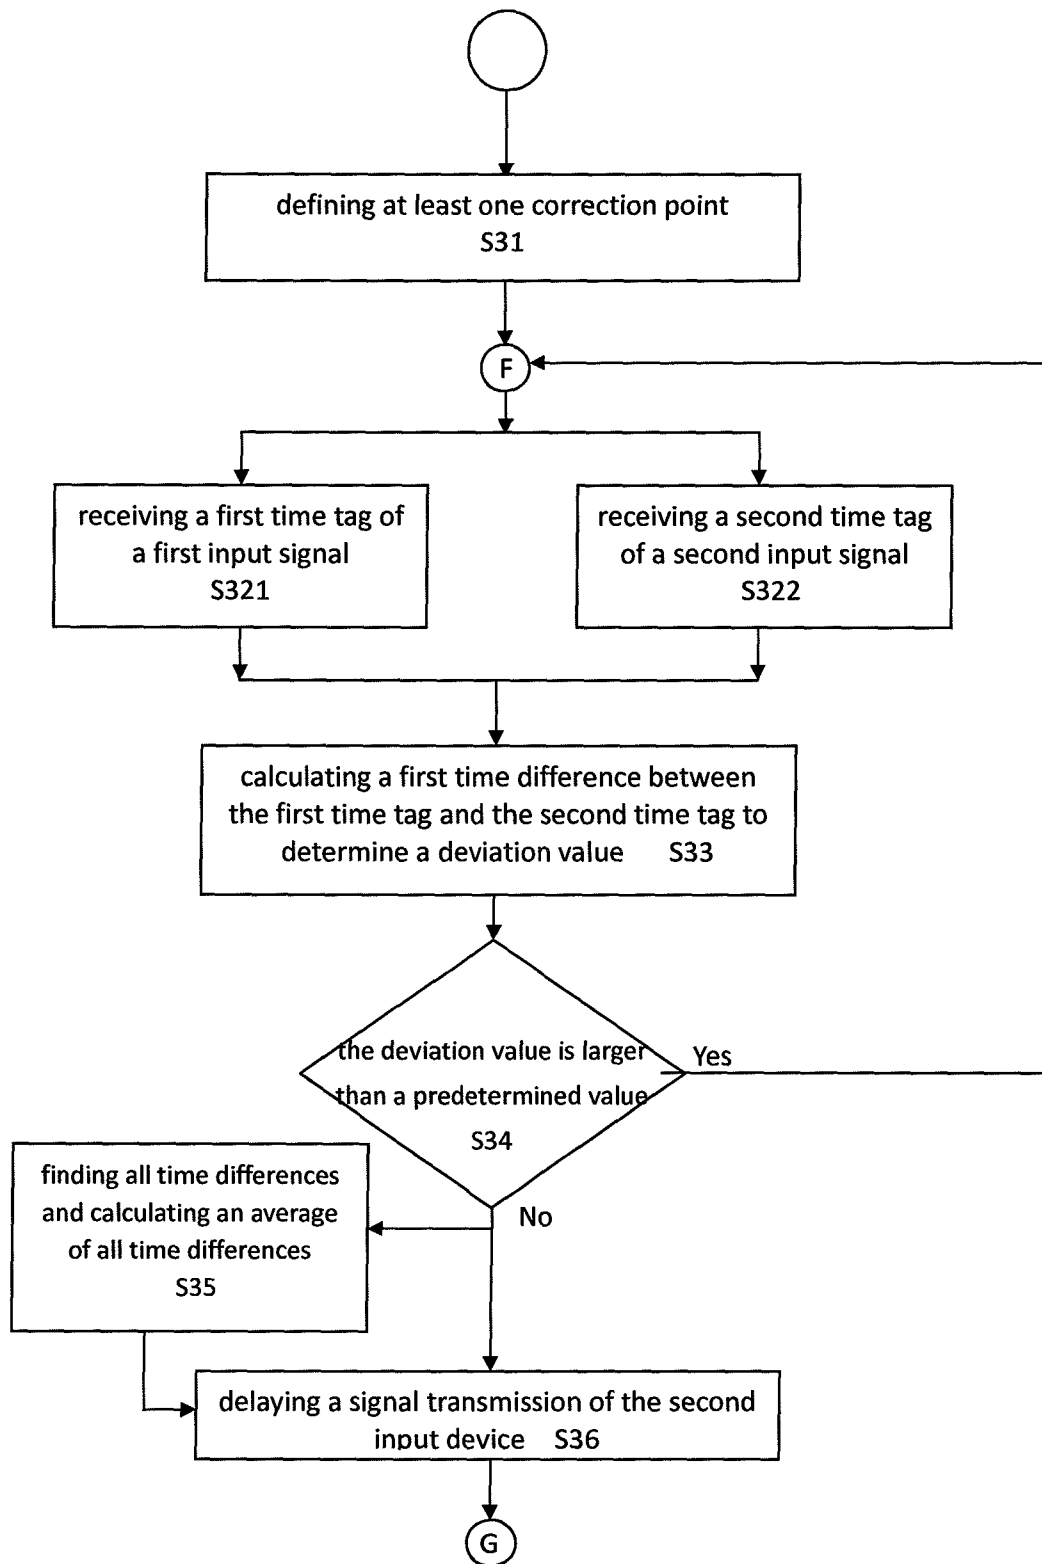 defining at least one correction point
S31
F
receiving a first time tag of
a first input signal
S321
receiving a second time tag
of a second input signal
S322
calculating a first time difference between
the first time tag and the second time tag to
determine a deviation value S33
the deviation value is larger
than a predetermined value
S34
Yes
No
finding all time differences
and calculating an average
of all time differences
S35
delaying a signal transmission of the second
input device S36
G